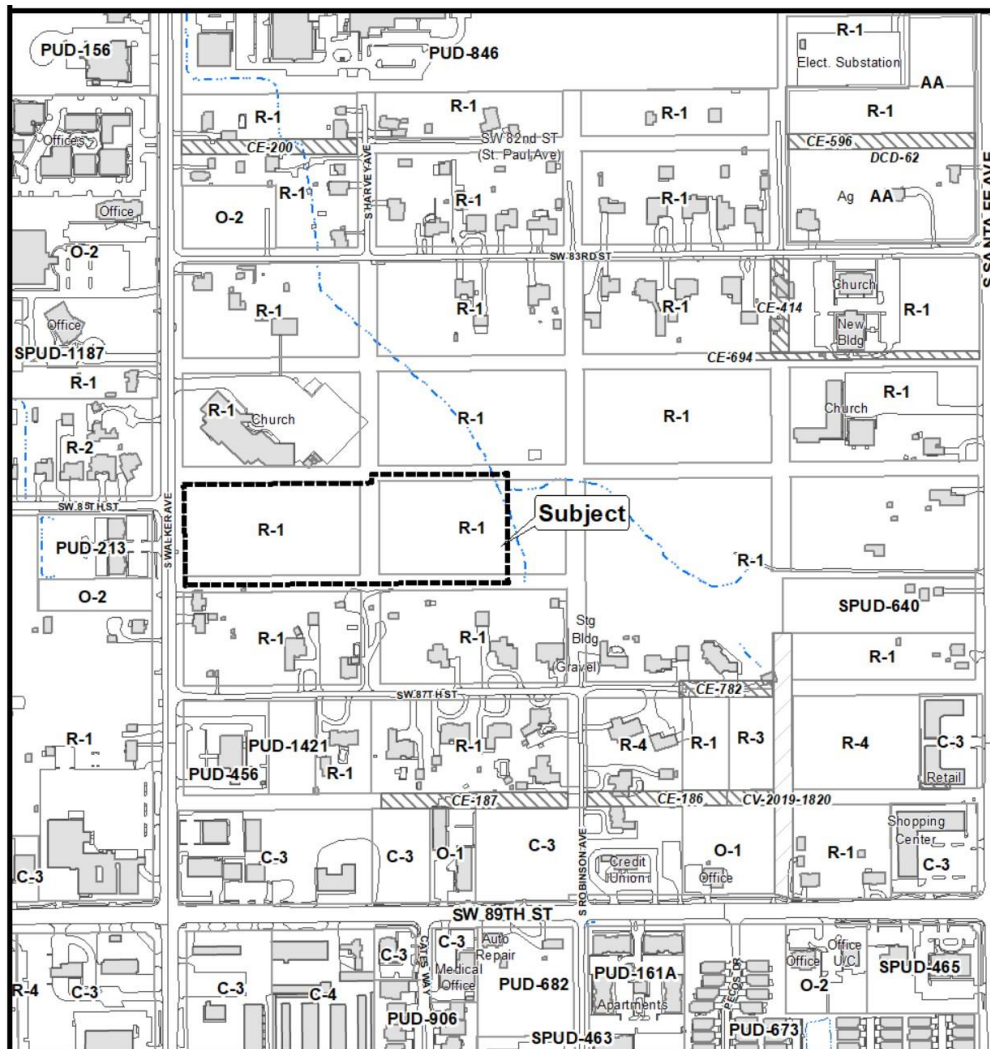 PUD-156
PUD-846
R-1
Elect. Substation
AA
R-1
R-1
R-1
R-1
Offices
CE-200
SW 82nd ST
(St. Paul Ave)
CE-596
DCD-62
S HARVEY AVE
R-1
R-1
R-1
Ag
AA
S SANTA FE AVE
Office
O-2
O-2
SW 83RD ST
Church
Office
R-1
R-1
R-1
CE-414
New
Bldg
R-1
SPUD-1187
CE-694
R-1
R-1
Church
R-1
R-1
Church
R-1
R-2
S WALKER AVE
SW 85TH ST
R-1
R-1
Subject
PUD-213
R-1
O-2
SPUD-640
R-1
R-1
Stg
Bldg
(Gravel)
R-1
SW 87TH ST
CE-782
R-1
PUD-1421
PUD-456
R-1
R-1
R-4
R-1
R-3
R-4
C-3
Retail
CE-187
CE-186
CV-2019-1820
C-3
C-3
C-3
O-1
C-3
S ROBINSON AVE
Credit
Union
O-1
Office
R-1
Shopping
Center
C-3
SW 89TH ST
R-4
C-3
C-3
C-4
C-3
CATES WAY
C-3
Auto
Repair
Medical
Office
PUD-906
PUD-682
SPUD-463
PUD-161A
Apartments
PECOS DR
PUD-673
Office
Office
U/C
O-2
SPUD-465